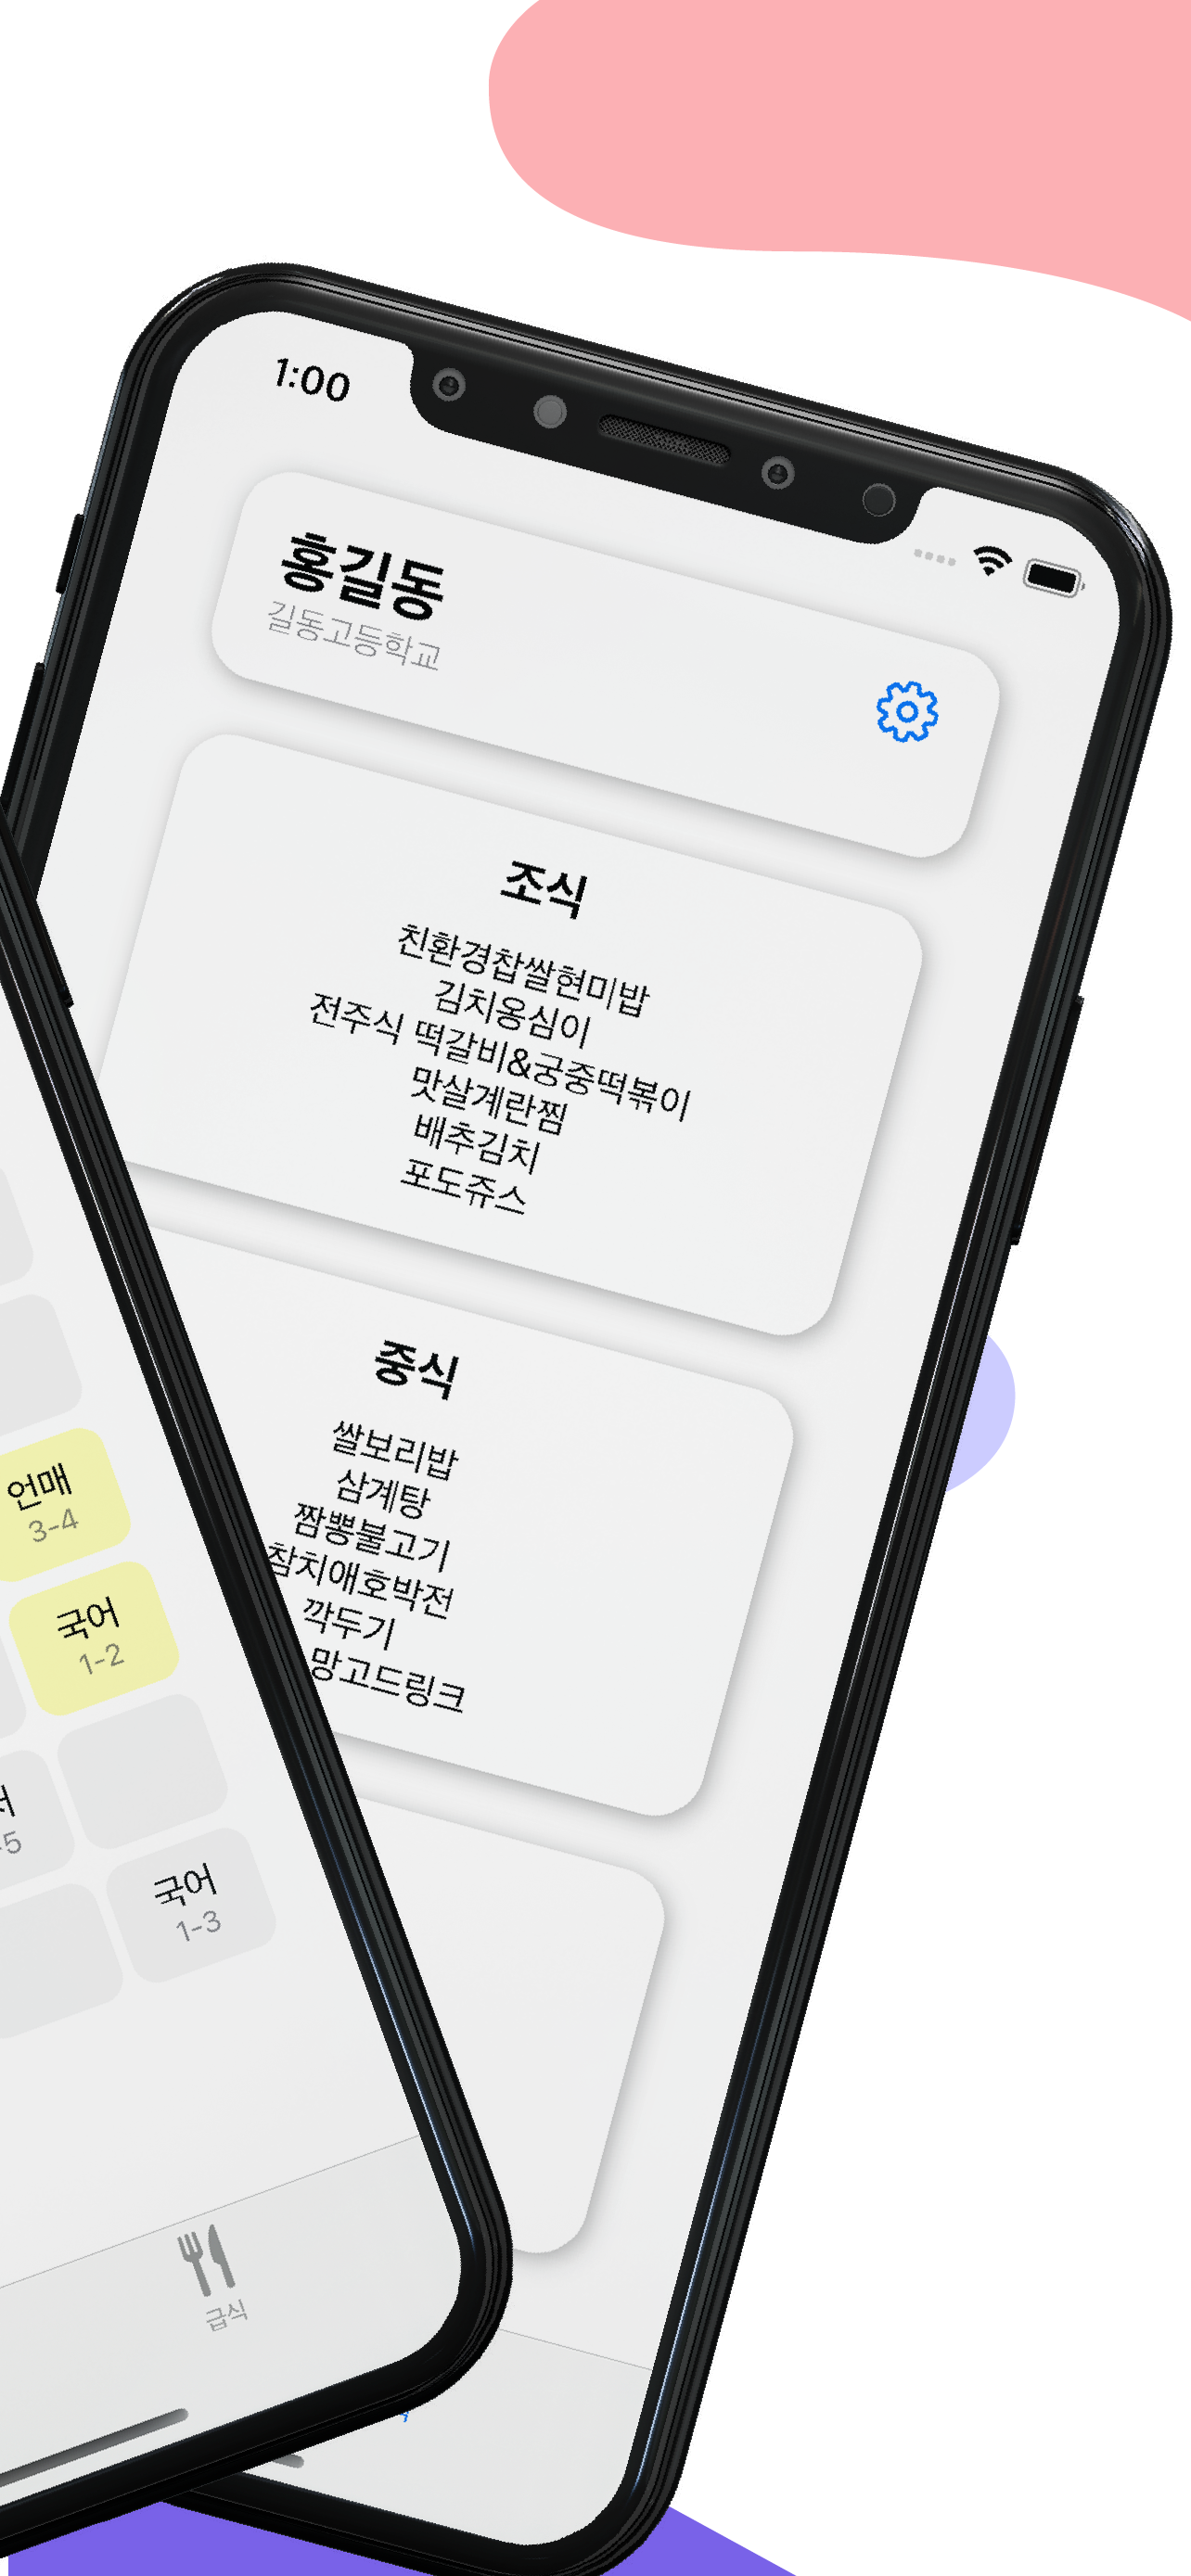 1:00
홍길동
길동고등학교
조식
친환경찹쌀현미밥
김치옹심이
전주식 떡갈비&궁중떡볶이
맛살계란찜
배추김치
포도쥬스
중식
쌀보리밥
삼계탕
짬뽕불고기
참치애호박전
깍두기
망고드링크
언매
3-4
국어
1-2
-5
국어
1-3
급식